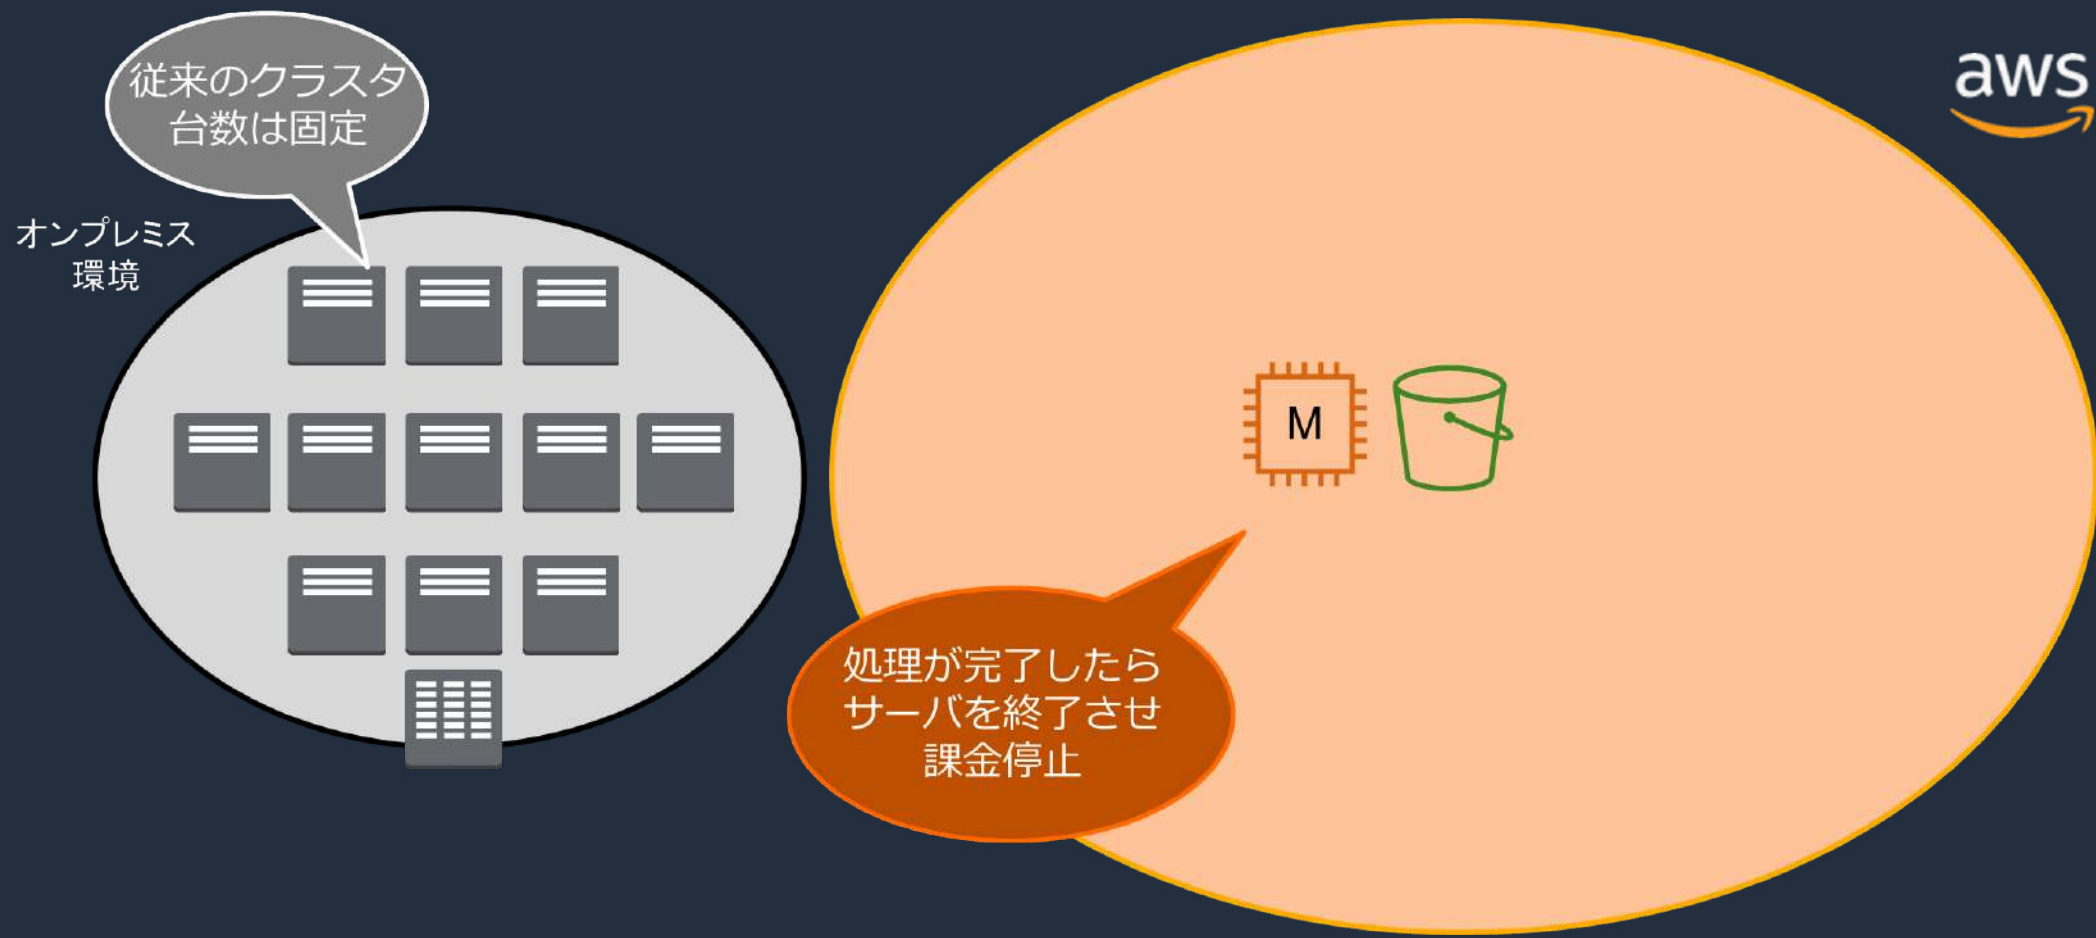 従来のクラスタ
台数は固定
オンプレミス
環境
aws
M
処理が完了したら
サーバを終了させ
課金停止